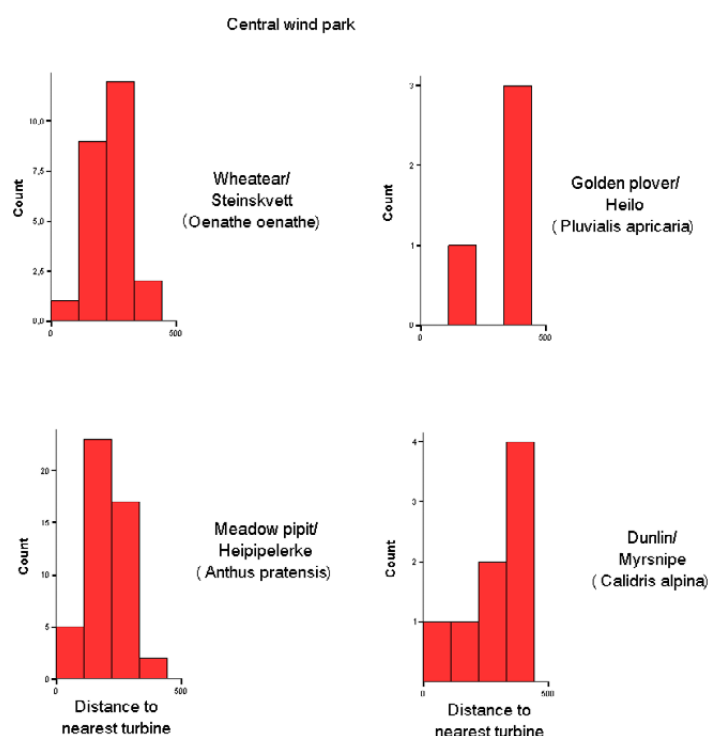 Central wind park
10,0
7,5
5,0
2,5
0,0
Count
0
500
Wheatear/
Steinskvett
(Oenathe oenathe)
3
2
1
0
Count
0
500
Golden plover/
Heilo
( Pluvialis apricaria)
20
15
10
5
0
Count
0
500
Distance to
nearest turbine
Meadow pipit/
Heipipelerke
( Anthus pratensis)
4
3
2
1
Count
0
500
Distance to
nearest turbine
Dunlin/
Myrsnipe
( Calidris alpina)